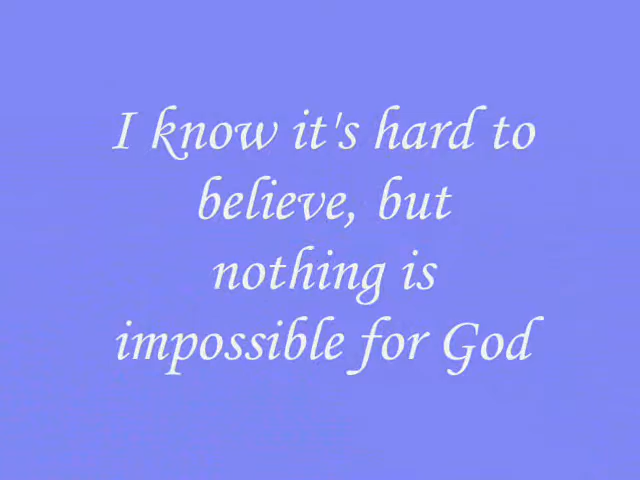 I know it's hard to
believe, but
nothing is
impossible for God